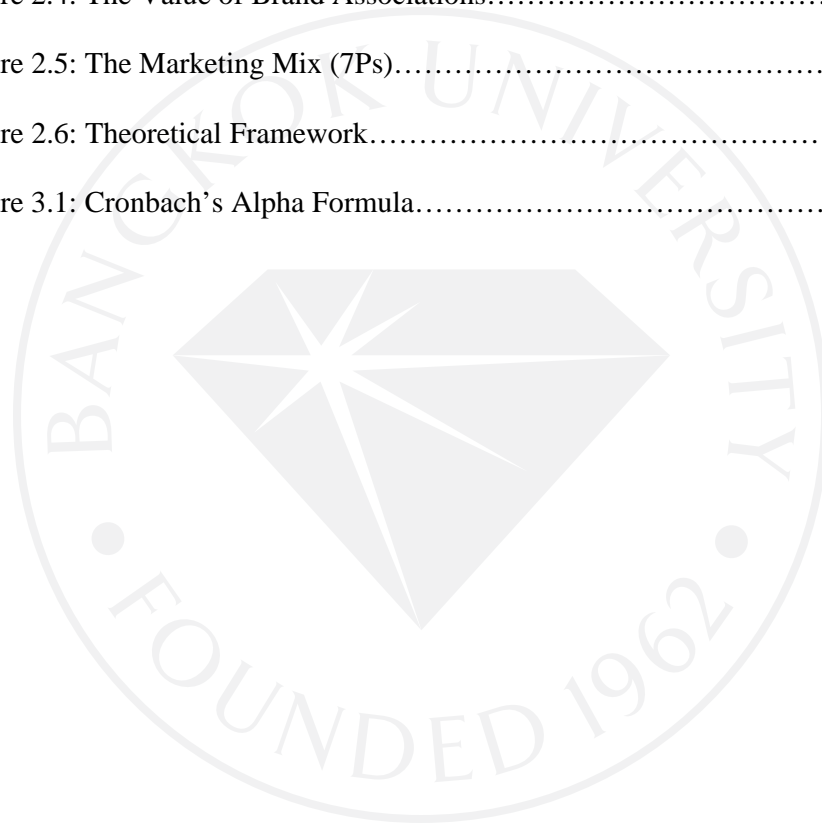 re 2.4: The Value of Brand Associations……………………………….
re 2.5: The Marketing Mix (7Ps)…………………………………………….
re 2.6: Theoretical Framework……………………………………………….
re 3.1: Cronbach’s Alpha Formula………………………………………….
BANGKOK UNIVERSITY
• FOUNDED 1962 •